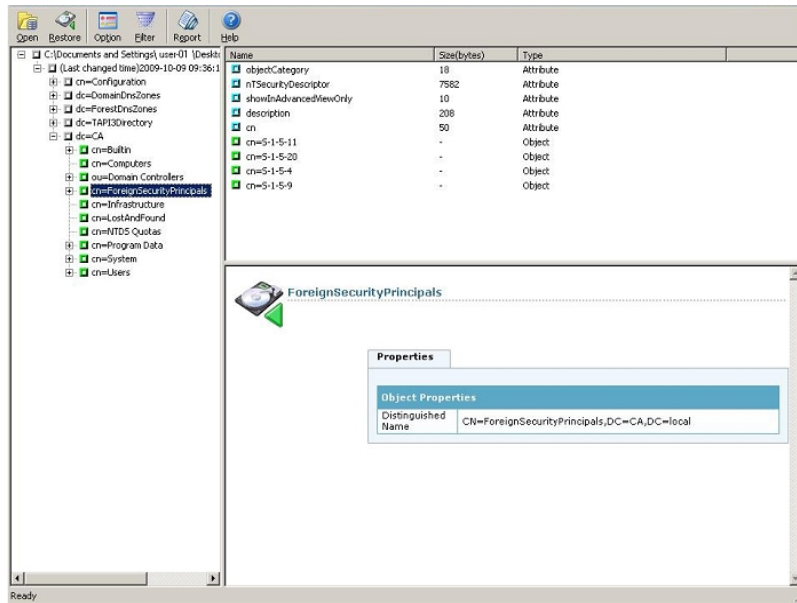 Open Restore Option Filter Report Help
C:\Documents and Settings\ user-01 \Deskto
(Last changed time)2009-10-09 09:36:1
cn=Configuration
dc=DomainDnsZones
dc=ForestDnsZones
dc=TAPI3Directory
dc=CA
cn=Builtin
cn=Computers
ou=Domain Controllers
cn=ForeignSecurityPrincipals
cn=Infrastructure
cn=LostAndFound
cn=NTDS Quotas
cn=Program Data
cn=System
cn=Users
Name Size(bytes) Type
objectCategory 18 Attribute
nTSecurityDescriptor 7582 Attribute
showInAdvancedViewOnly 10 Attribute
description 208 Attribute
cn 50 Attribute
cn=S-1-5-11 - Object
cn=S-1-5-20 - Object
cn=S-1-5-4 - Object
cn=S-1-5-9 - Object
ForeignSecurityPrincipals
Properties
Object Properties
Distinguished Name CN=ForeignSecurityPrincipals,DC=CA,DC=local
Ready